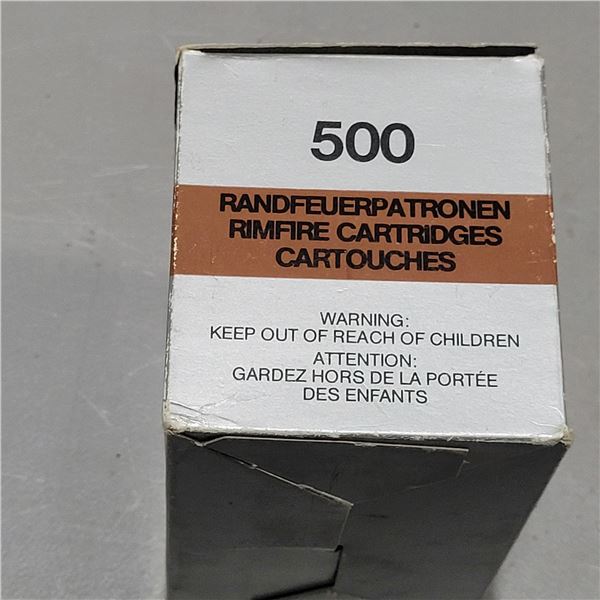 500
RANDFEUERPATRONEN
RIMFIRE CARTRiDGES
CARTOUCHES
WARNING:
KEEP OUT OF REACH OF CHILDREN
ATTENTION:
GARDEZ HORS DE LA PORTÉE
DES ENFANTS